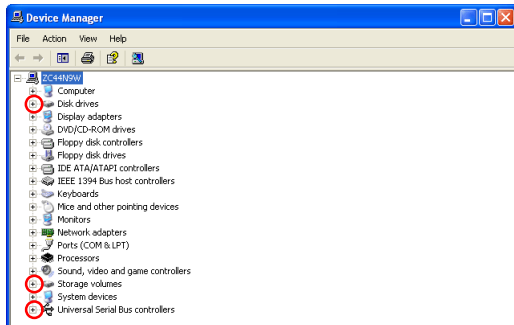 Device Manager
File Action View Help
ZC44N9W
Computer
Disk drives
Display adapters
DVD/CD-ROM drives
Floppy disk controllers
Floppy disk drives
IDE ATA/ATAPI controllers
IEEE 1394 Bus host controllers
Keyboards
Mice and other pointing devices
Monitors
Network adapters
Ports (COM & LPT)
Processors
Sound, video and game controllers
Storage volumes
System devices
Universal Serial Bus controllers